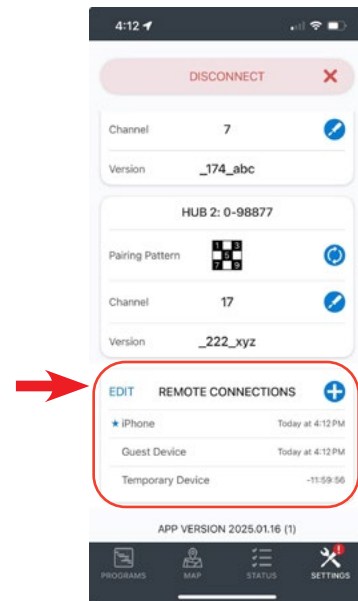 4:12
DISCONNECT
Channel 7
Version _174_abc
HUB 2: 0-98877
Pairing Pattern 1 3 5 7 9
Channel 17
Version _222_xyz
EDIT REMOTE CONNECTIONS
iPhone Today at 4:12 PM
Guest Device Today at 4:12 PM
Temporary Device -11:59:56
APP VERSION 2025.01.16 (1)
PROGRAMS MAP STATUS SETTINGS